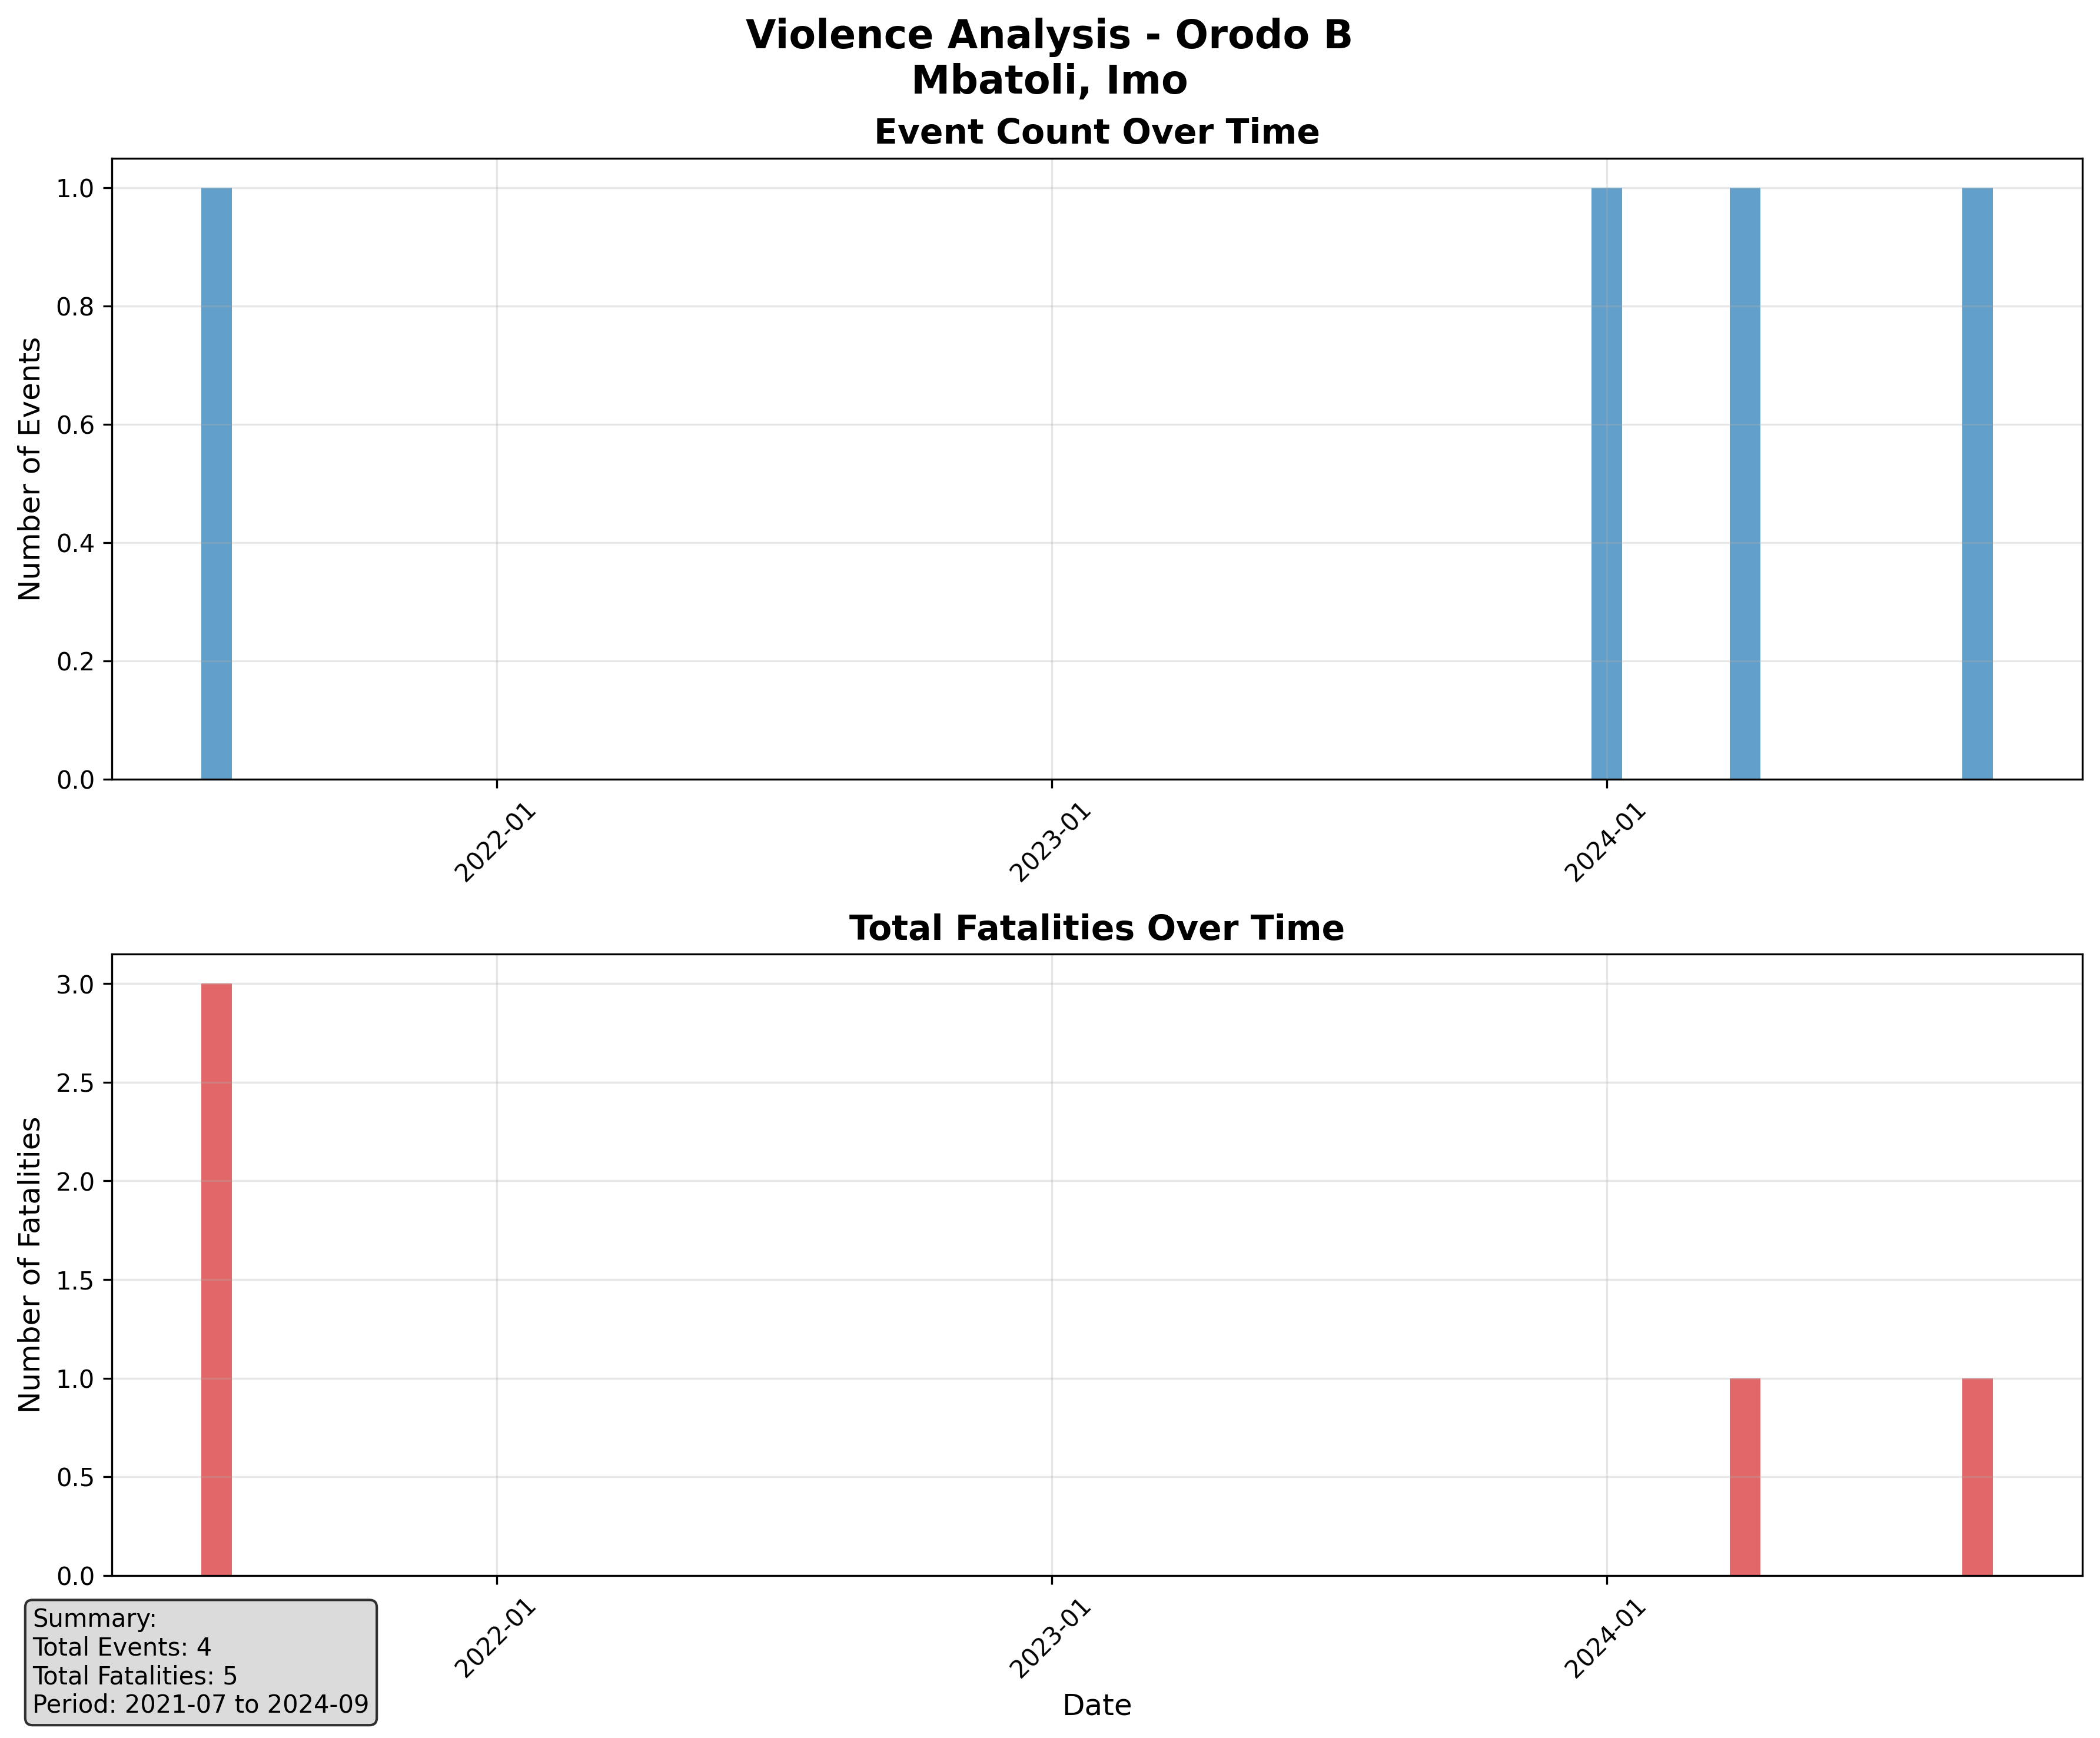 Violence Analysis - Orodo B
Mbatoli, Imo
Event Count Over Time
Number of Events
1.0
0.8
0.6
0.4
0.2
0.0
2022-01
2023-01
2024-01
Total Fatalities Over Time
Number of Fatalities
3.0
2.5
2.0
1.5
1.0
0.5
0.0
2022-01
2023-01
2024-01
Date
Summary:
Total Events: 4
Total Fatalities: 5
Period: 2021-07 to 2024-09